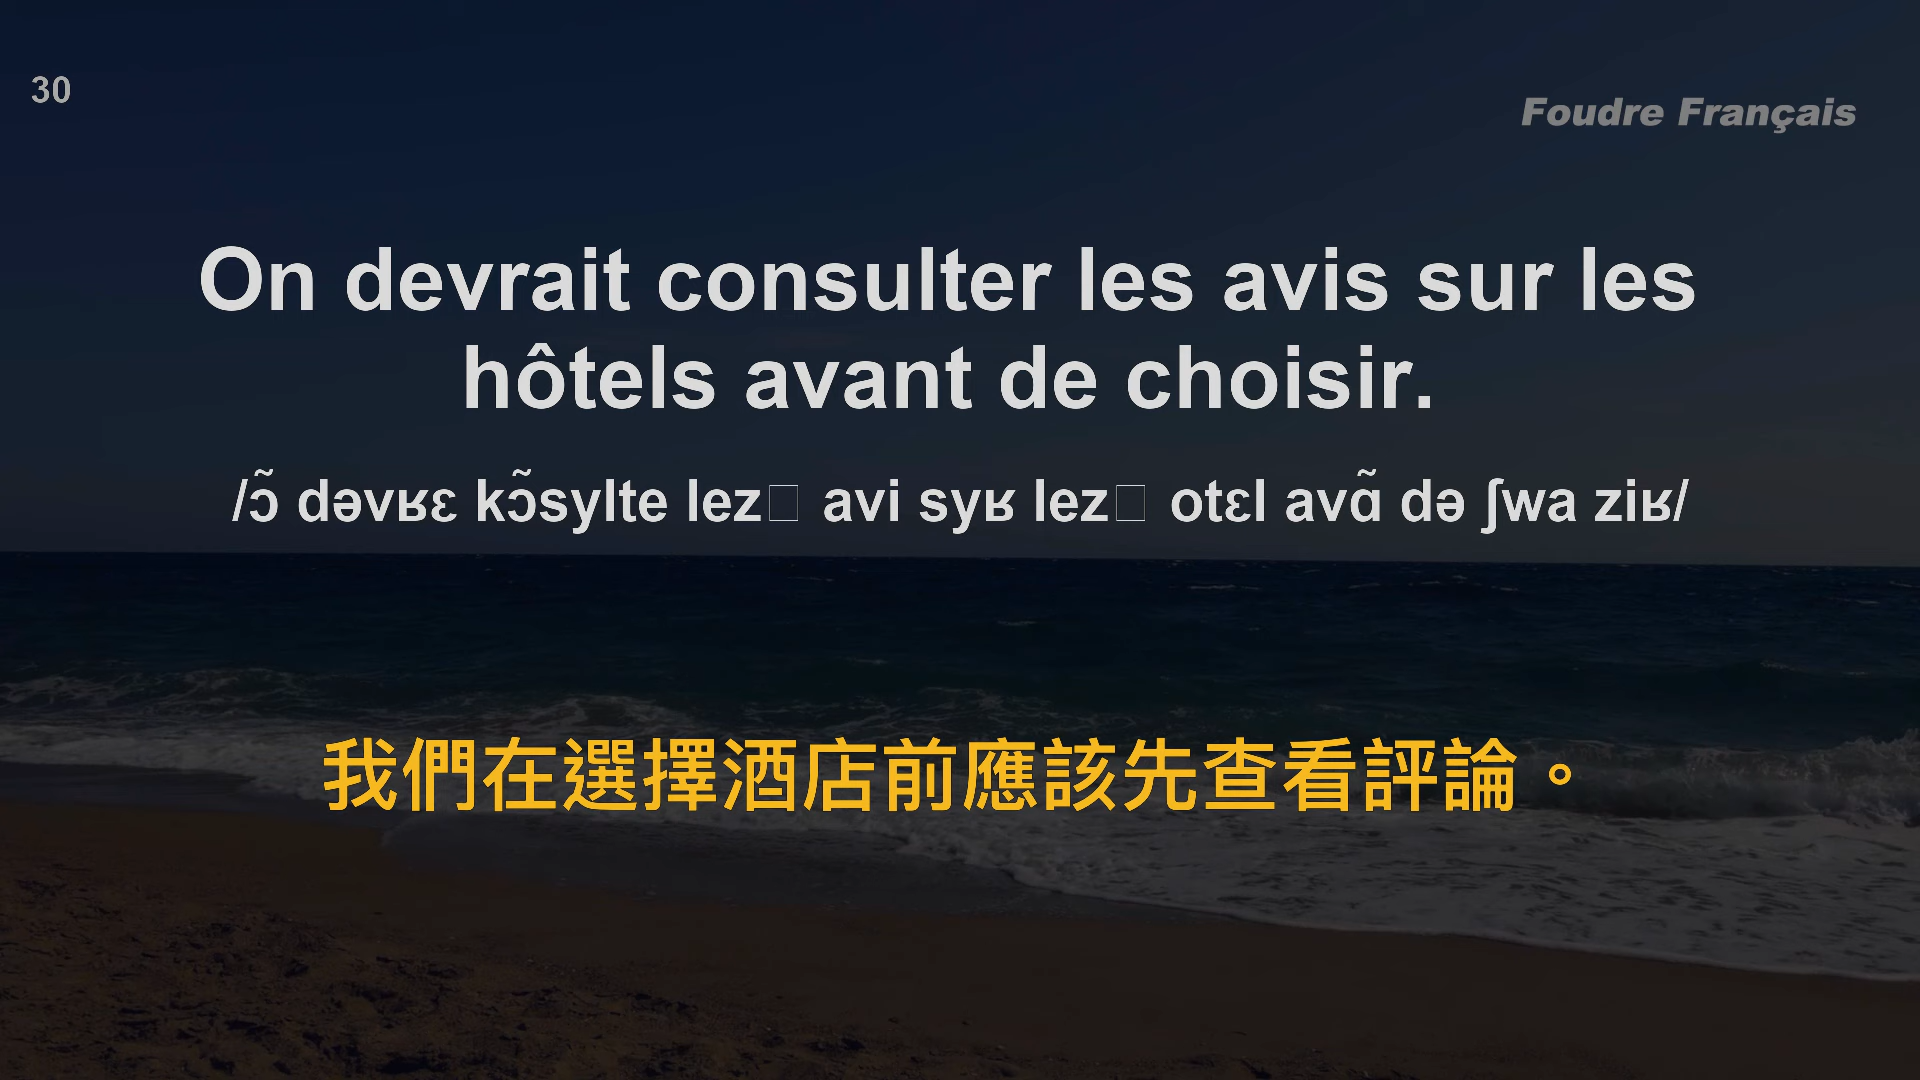 30
Foudre Français
On devrait consulter les avis sur les
hôtels avant de choisir.
/ɔ̃ dəvʁɛ kɔ̃sylte lez□ avi syʁ lez□ otɛl avɑ̃ də ʃwa ziʁ/
我們在選擇酒店前應該先查看評論。